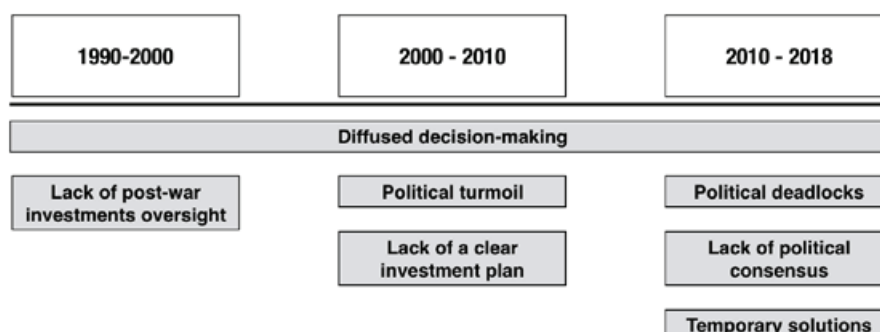 1990-2000
2000 - 2010
2010 - 2018
Diffused decision-making
Lack of post-war
investments oversight
Political turmoil
Political deadlocks
Lack of a clear
investment plan
Lack of political
consensus
Temporary solutions